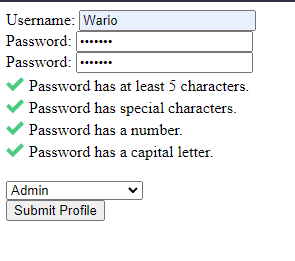 Username: Wario
Password: •••••••
Password: •••••••
Password has at least 5 characters.
Password has special characters.
Password has a number.
Password has a capital letter.
Admin
Submit Profile